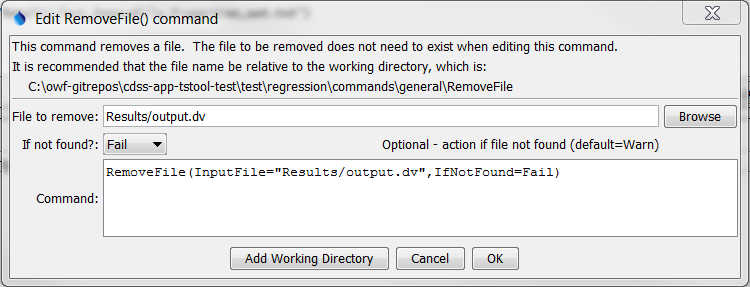 Edit RemoveFile() command
This command removes a file.  The file to be removed does not need to exist when editing this command.
It is recommended that the file name be relative to the working directory, which is:
C:\owf-gitrepos\cdss-app-tstool-test\test\regression\commands\general\RemoveFile
File to remove: Results/output.dv Browse
If not found?: Fail Optional - action if file not found (default=Warn)
RemoveFile(InputFile="Results/output.dv",IfNotFound=Fail)
Command:
Add Working Directory Cancel OK